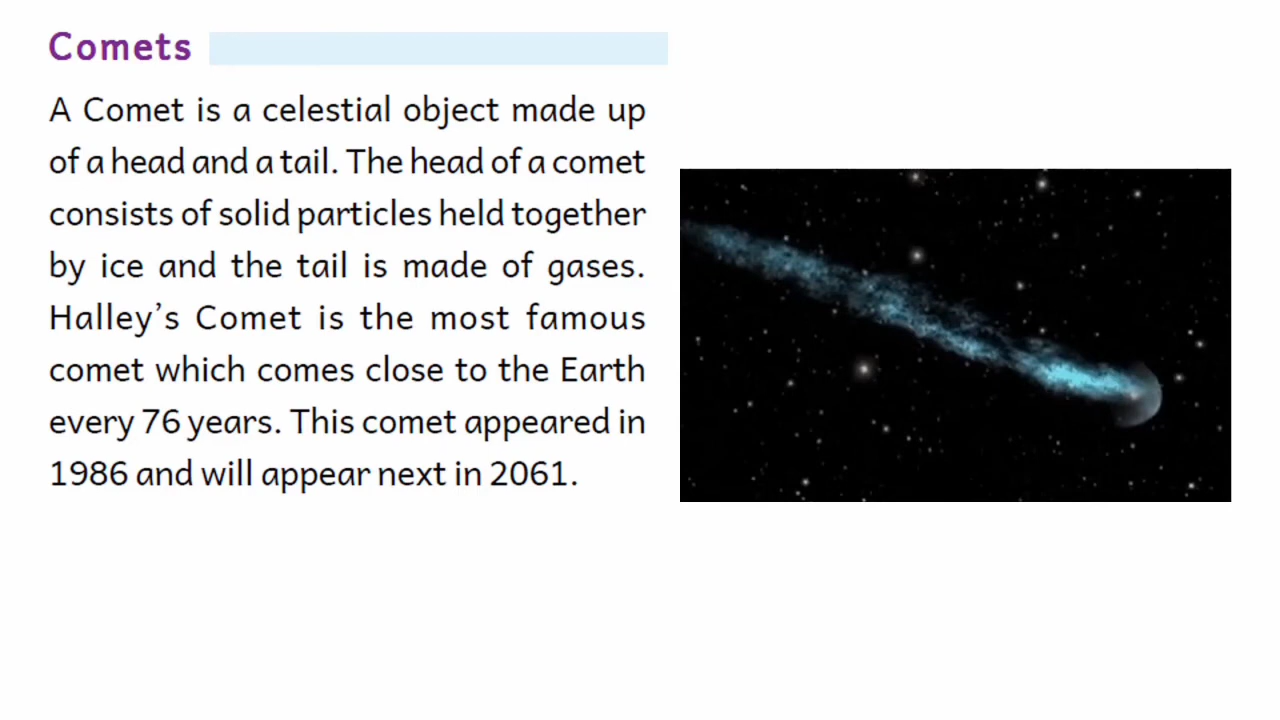 Comets
A Comet is a celestial object made up
of a head and a tail. The head of a comet
consists of solid particles held together
by ice and the tail is made of gases.
Halley’s Comet is the most famous
comet which comes close to the Earth
every 76 years. This comet appeared in
1986 and will appear next in 2061.